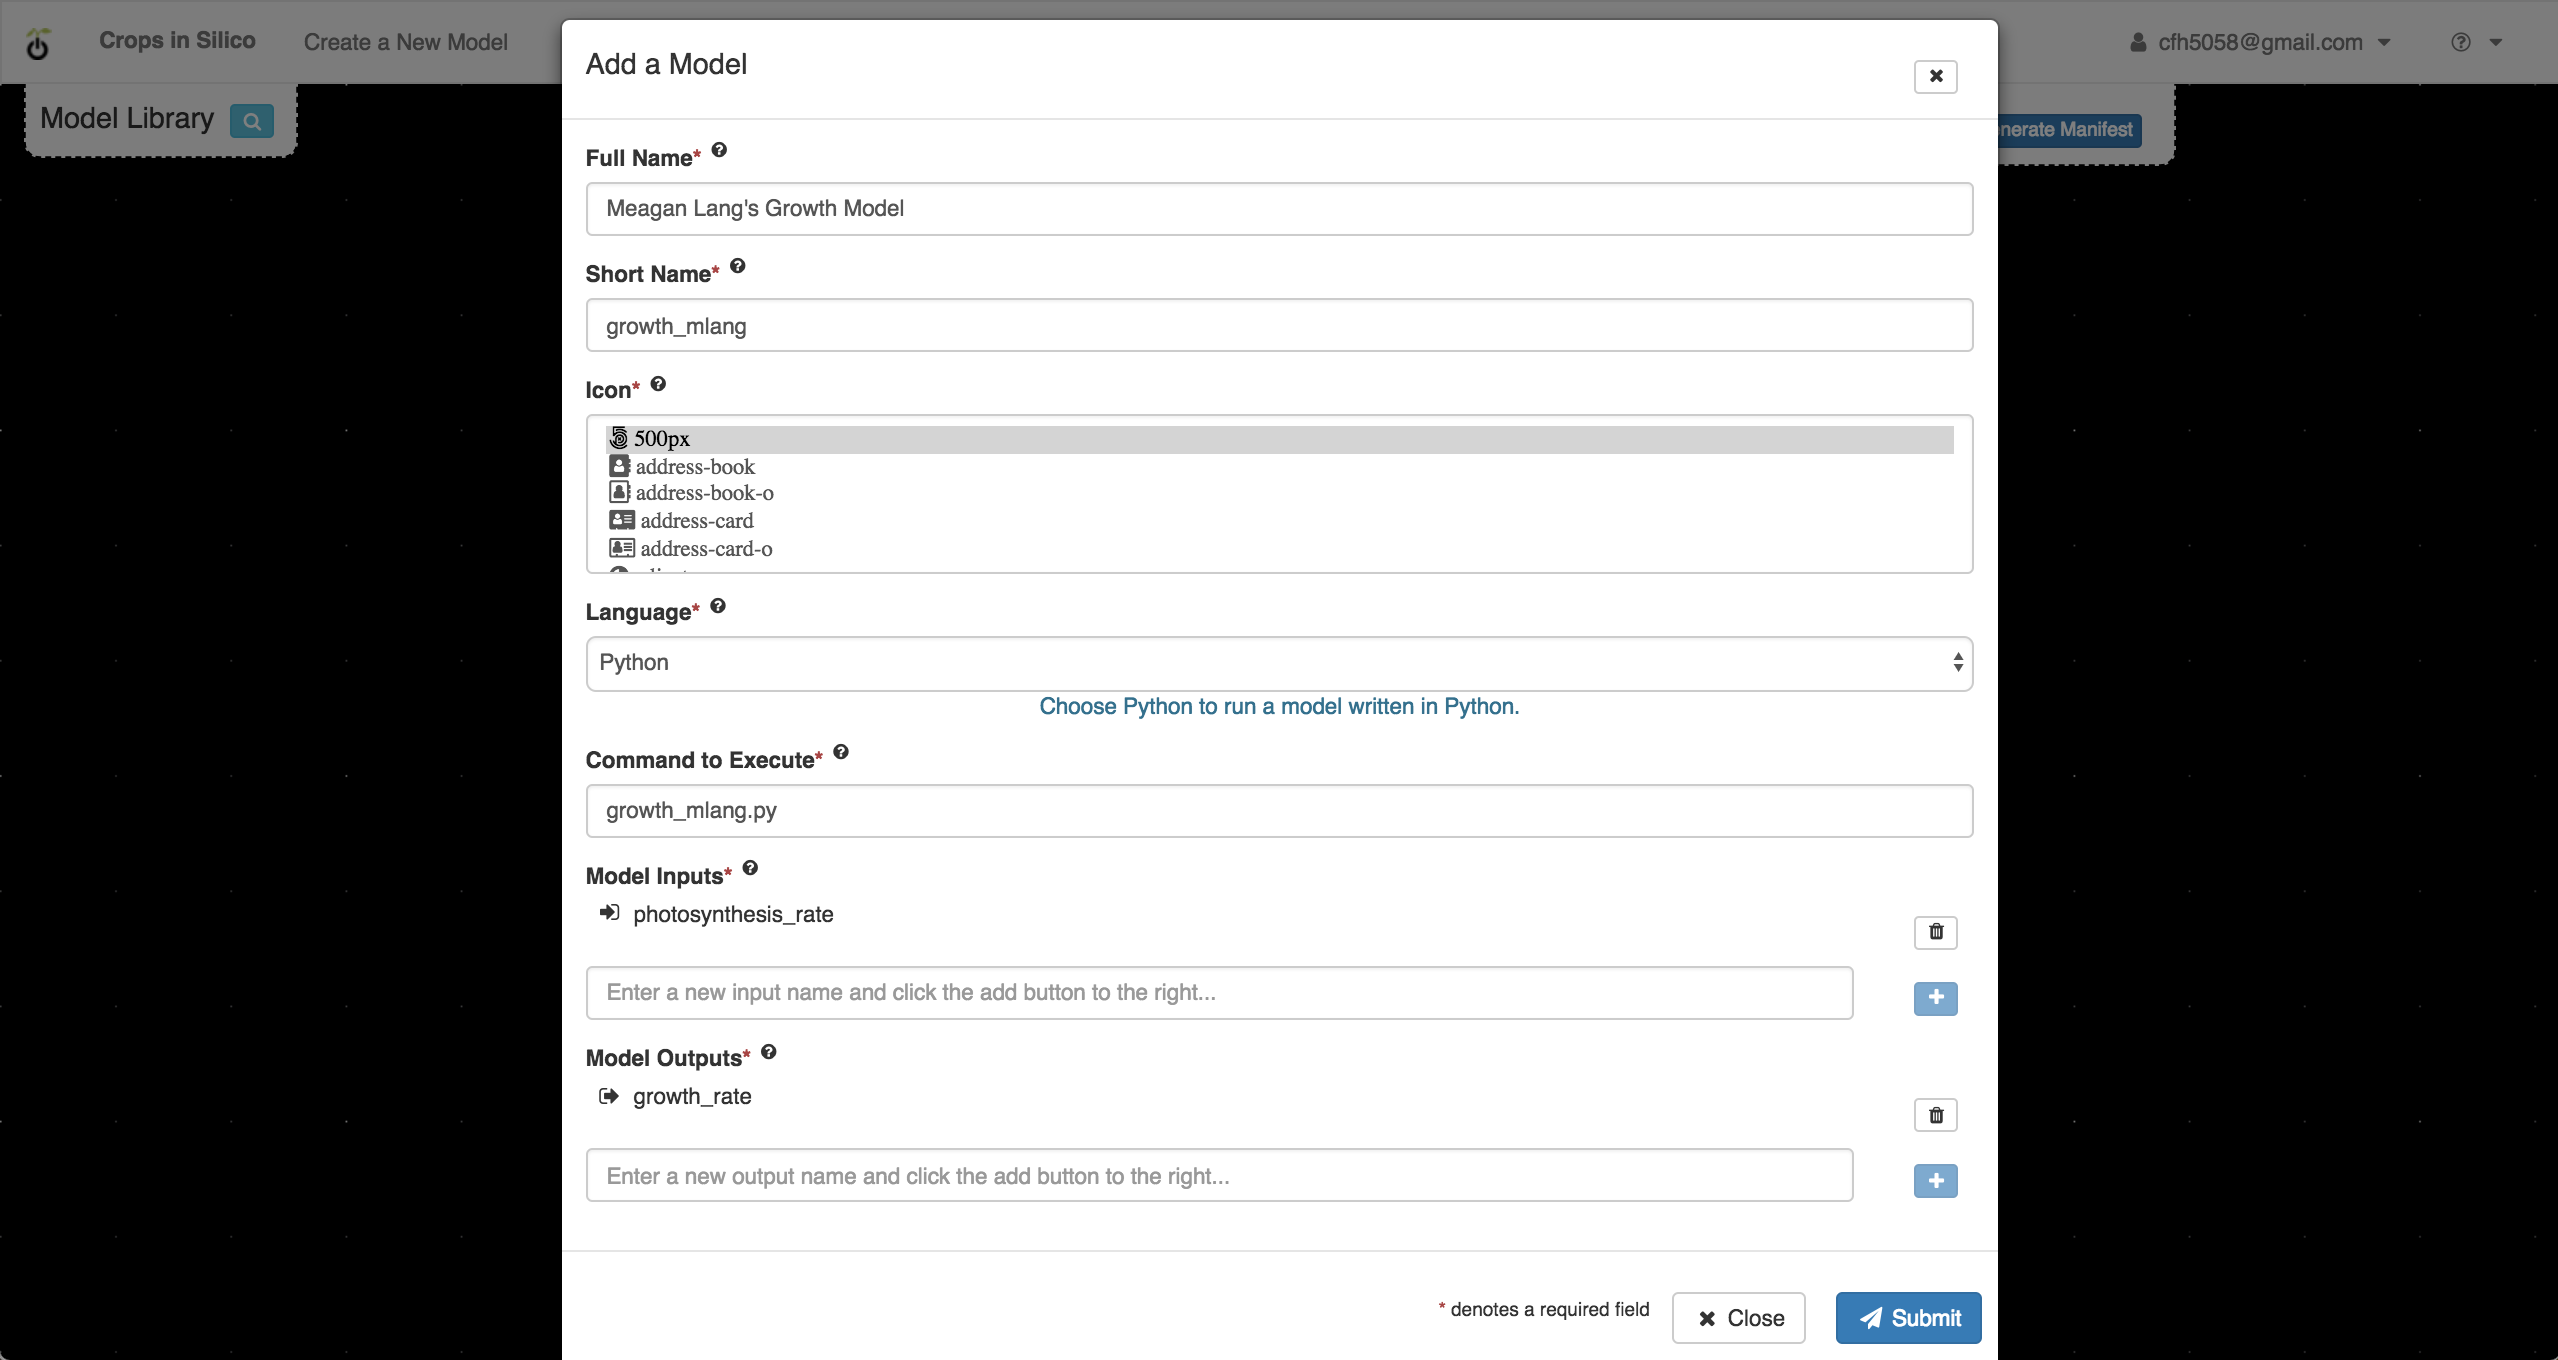 Crops in Silico
Create a New Model
cfh5058@gmail.com
Model Library
nerate Manifest
Add a Model
Full Name*
Meagan Lang's Growth Model
Short Name*
growth_mlang
Icon*
500px
address-book
address-book-o
address-card
address-card-o
Language*
Python
Choose Python to run a model written in Python.
Command to Execute*
growth_mlang.py
Model Inputs*
photosynthesis_rate
Enter a new input name and click the add button to the right...
Model Outputs*
growth_rate
Enter a new output name and click the add button to the right...
* denotes a required field
Close
Submit